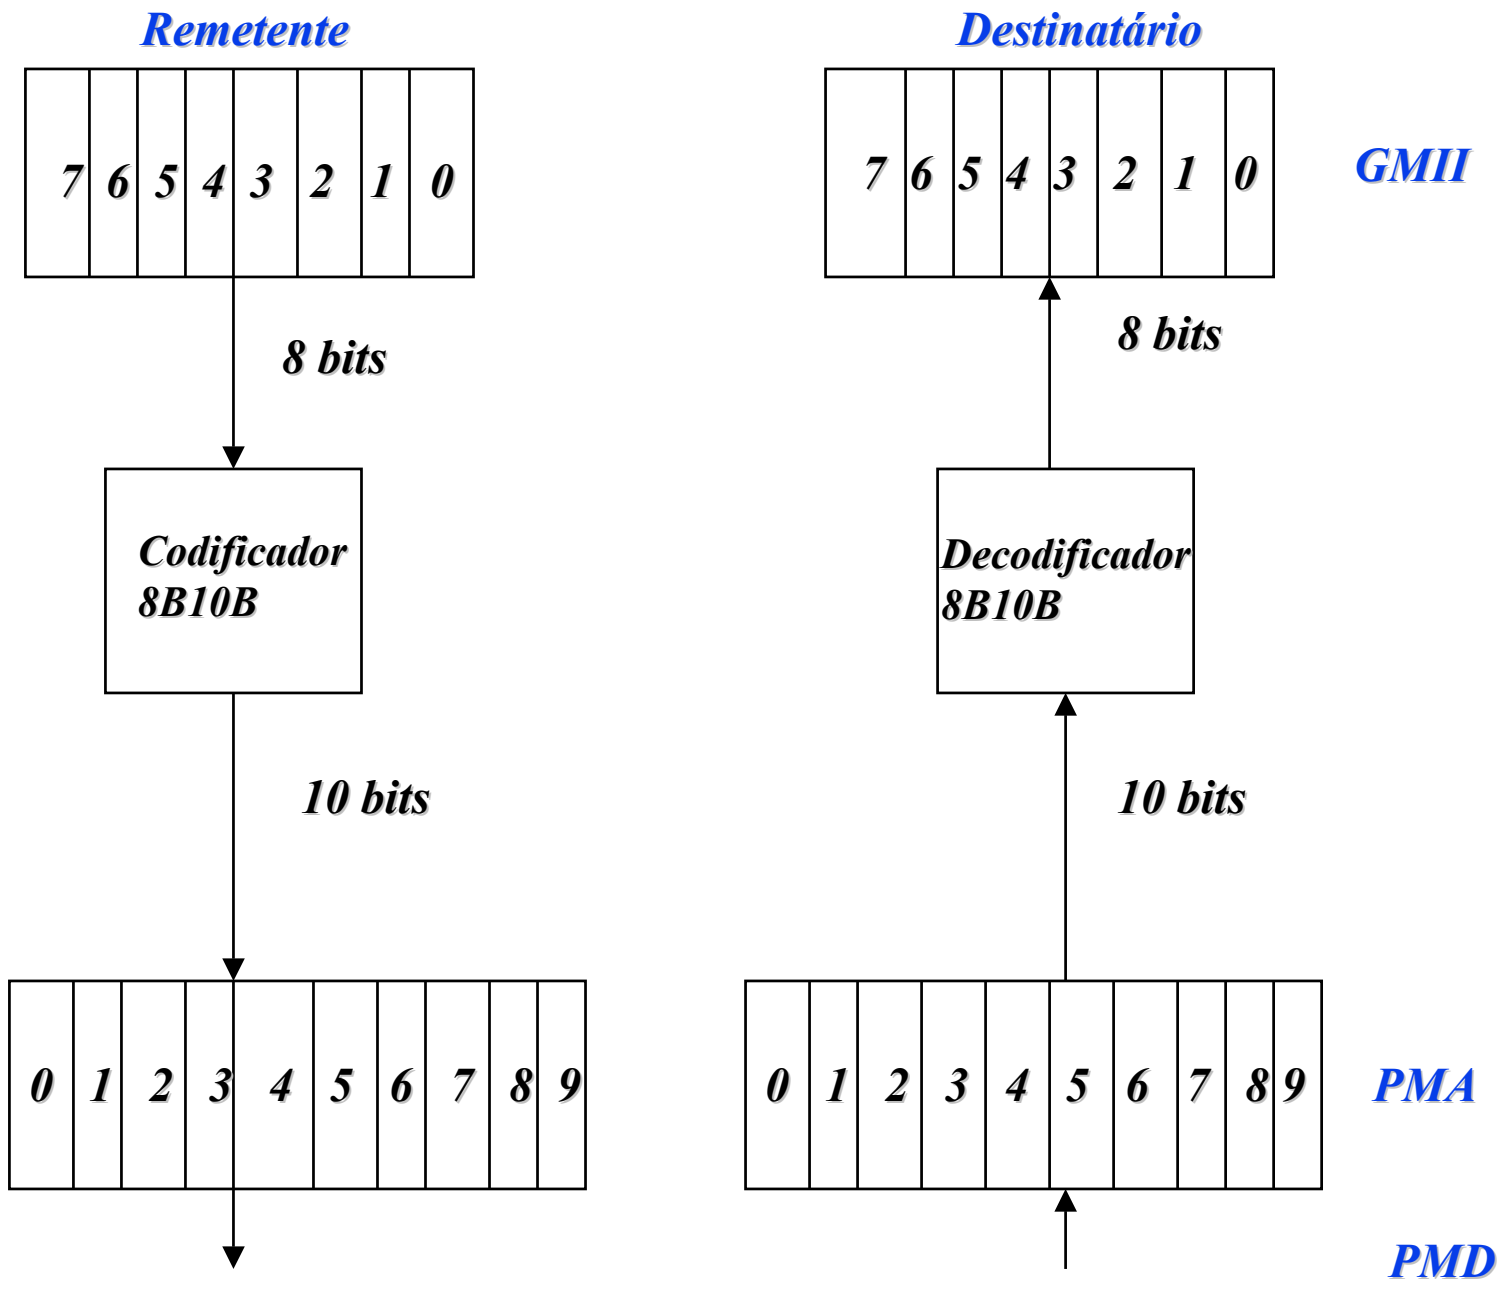 Remetente Destinatário
7 6 5 4 3 2 1 0 7 6 5 4 3 2 1 0 GMII
8 bits 8 bits
Codificador Decodificador
8B10B 8B10B
10 bits 10 bits
0 1 2 3 4 5 6 7 8 9 0 1 2 3 4 5 6 7 8 9 PMA
PMD